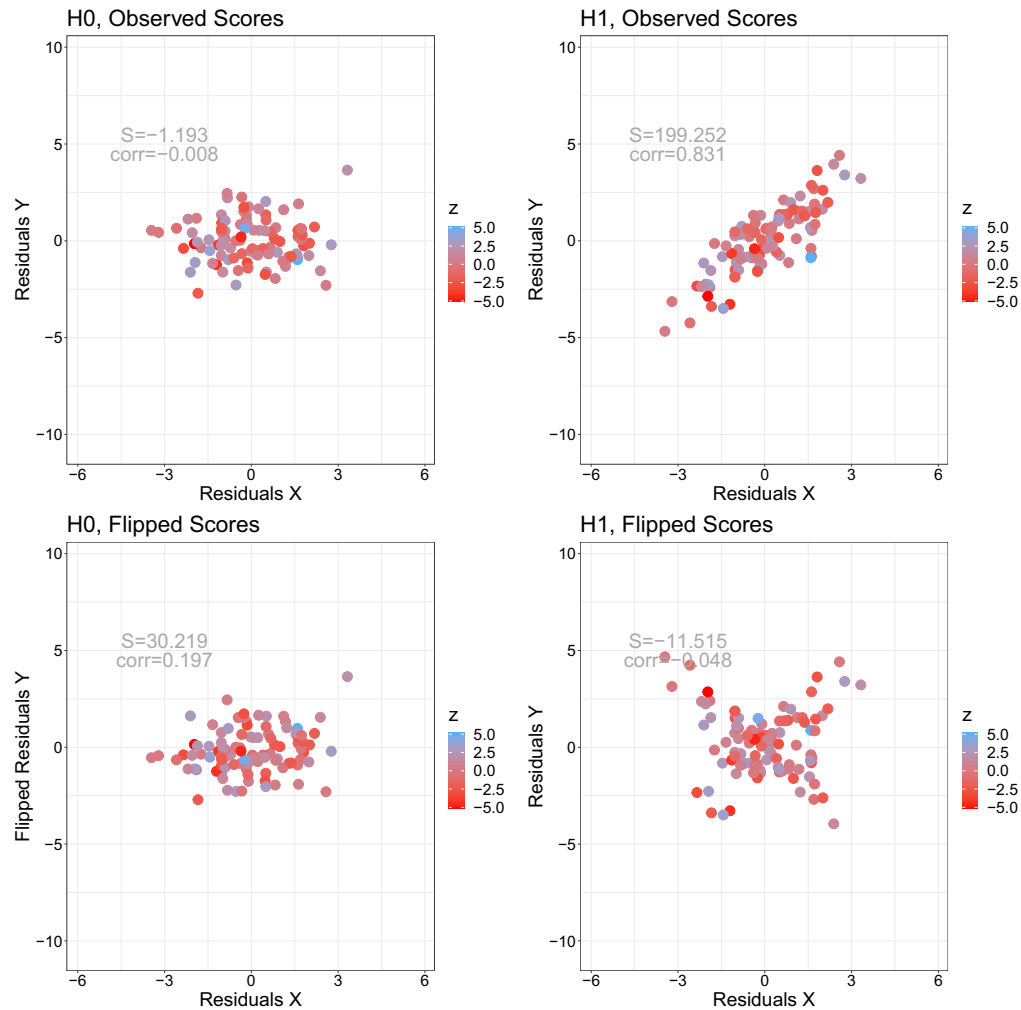 H0, Observed Scores
10
5
0
−5
−10
Residuals Y
S=−1.193
corr=−0.008
−6 −3 0 3 6
Residuals X
z
5.0
2.5
0.0
−2.5
−5.0
H1, Observed Scores
10
5
0
−5
−10
Residuals Y
S=199.252
corr=0.831
−6 −3 0 3 6
Residuals X
z
5.0
2.5
0.0
−2.5
−5.0
H0, Flipped Scores
10
5
0
−5
−10
Flipped Residuals Y
S=30.219
corr=0.197
−6 −3 0 3 6
Residuals X
z
5.0
2.5
0.0
−2.5
−5.0
H1, Flipped Scores
10
5
0
−5
−10
Residuals Y
S=−11.515
corr=−0.048
−6 −3 0 3 6
Residuals X
z
5.0
2.5
0.0
−2.5
−5.0